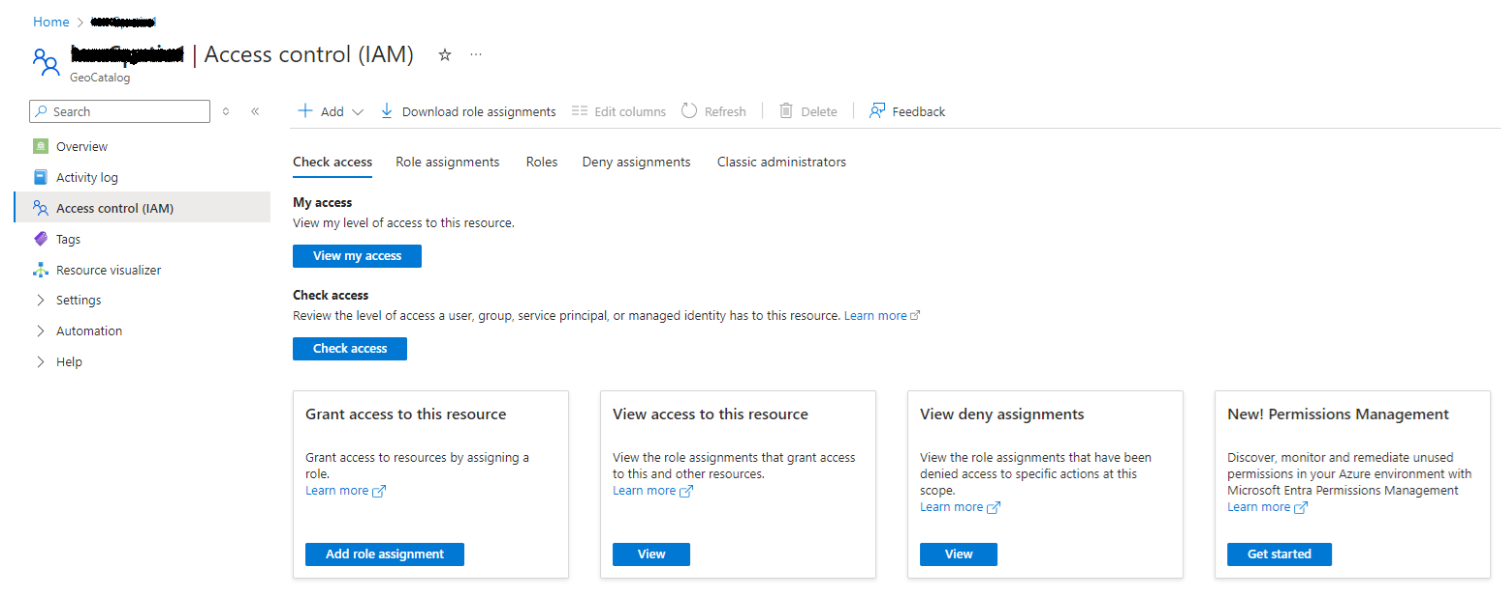 Home >
| Access control (IAM) ☆ ...
GeoCatalog
Search
Overview
Activity log
Access control (IAM)
Tags
Resource visualizer
Settings
Automation
Help
Add
Download role assignments
Edit columns
Refresh
Delete
Feedback
Check access
Role assignments
Roles
Deny assignments
Classic administrators
My access
View my level of access to this resource.
View my access
Check access
Review the level of access a user, group, service principal, or managed identity has to this resource. Learn more
Check access
Grant access to this resource
Grant access to resources by assigning a
role.
Learn more
Add role assignment
View access to this resource
View the role assignments that grant access
to this and other resources.
Learn more
View
View deny assignments
View the role assignments that have been
denied access to specific actions at this
scope.
Learn more
View
New! Permissions Management
Discover, monitor and remediate unused
permissions in your Azure environment with
Microsoft Entra Permissions Management
Learn more
Get started